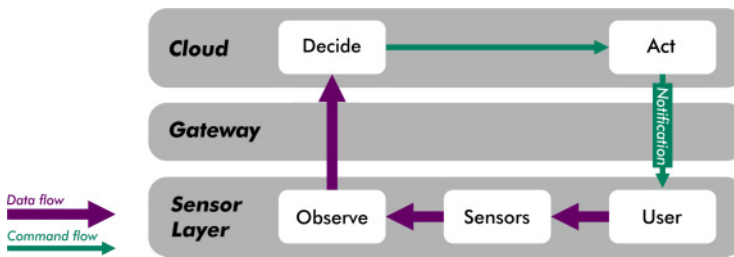 Cloud
Decide
Act
Notification
Gateway
Data flow
Command flow
Sensor
Layer
Observe
Sensors
User